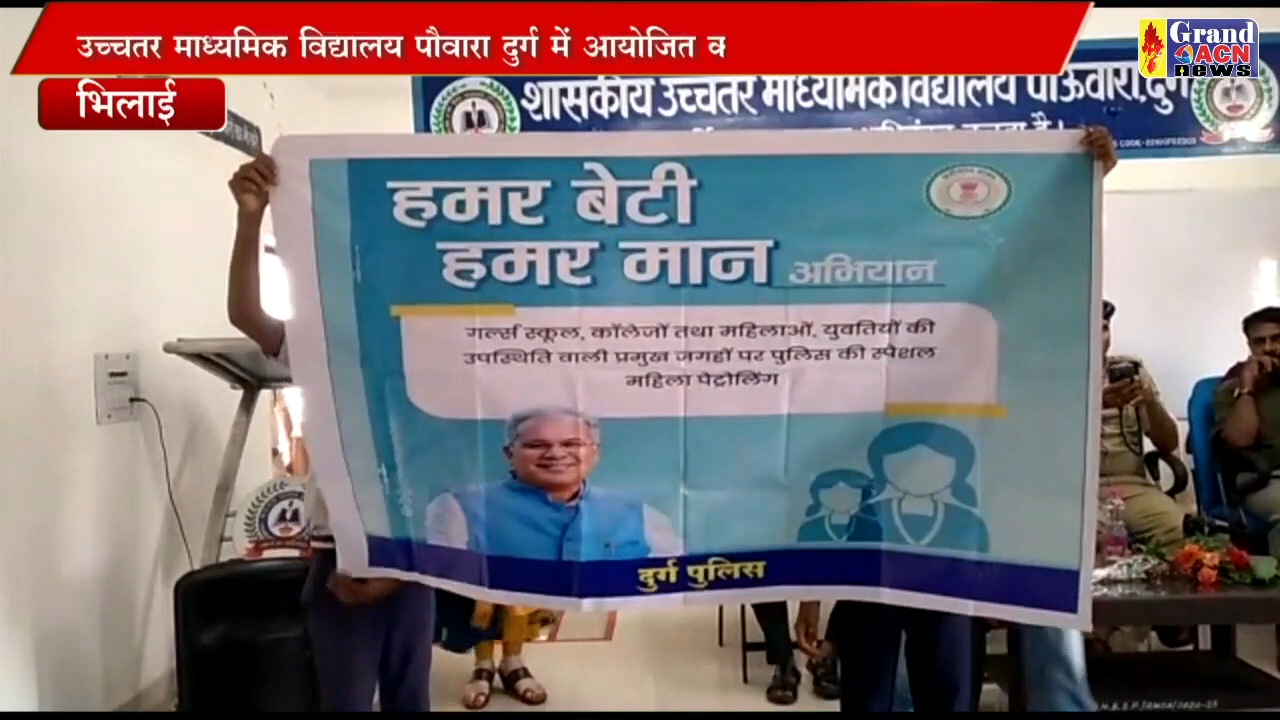 उच्चतर माध्यमिक विद्यालय पौवारा दुर्ग में आयोजित व
Grand
ACN
news
भिलाई
शासकीय उच्चतर माध्यमिक विद्यालय पाऊवारा, दुर्ग
हमर बेटी
हमर मान अभियान
गर्ल्स स्कूल, कॉलेजों तथा महिलाओं, युवतियों की
उपस्थिति वाली प्रमुख जगहों पर पुलिस की स्पेशल
महिला पेट्रोलिंग
दुर्ग पुलिस